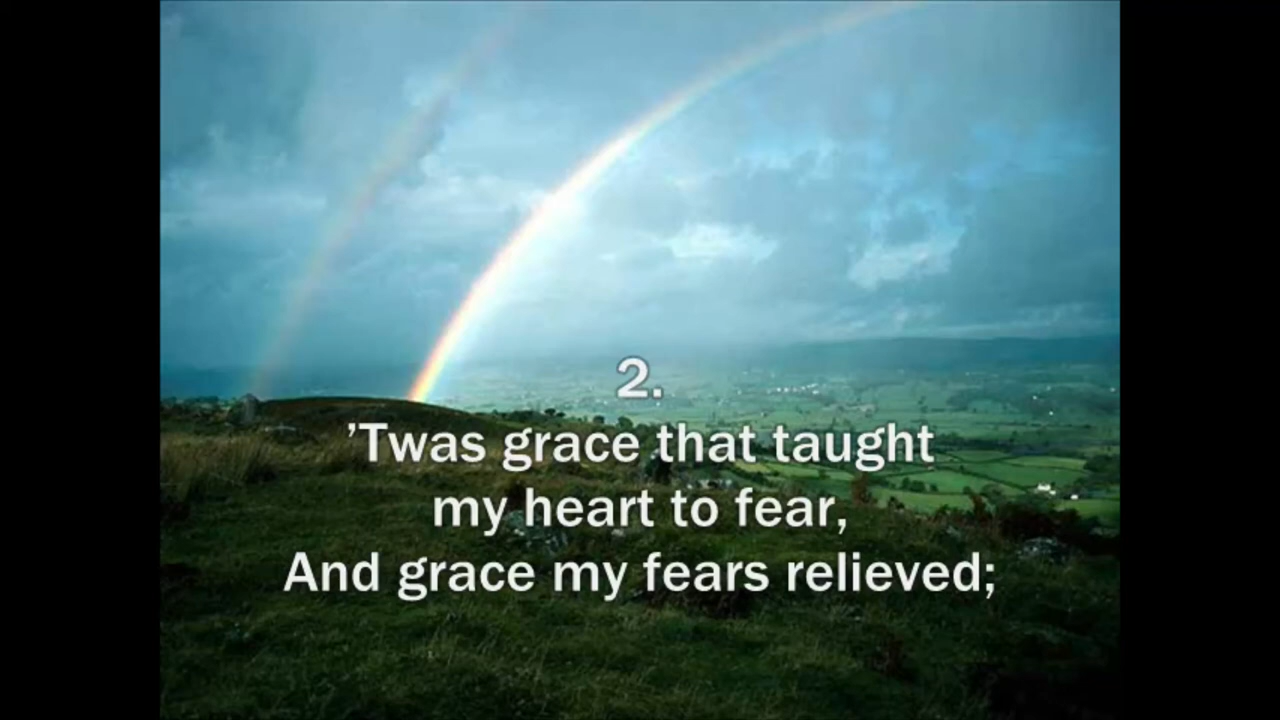 2.
’Twas grace that taught
my heart to fear,
And grace my fears relieved;